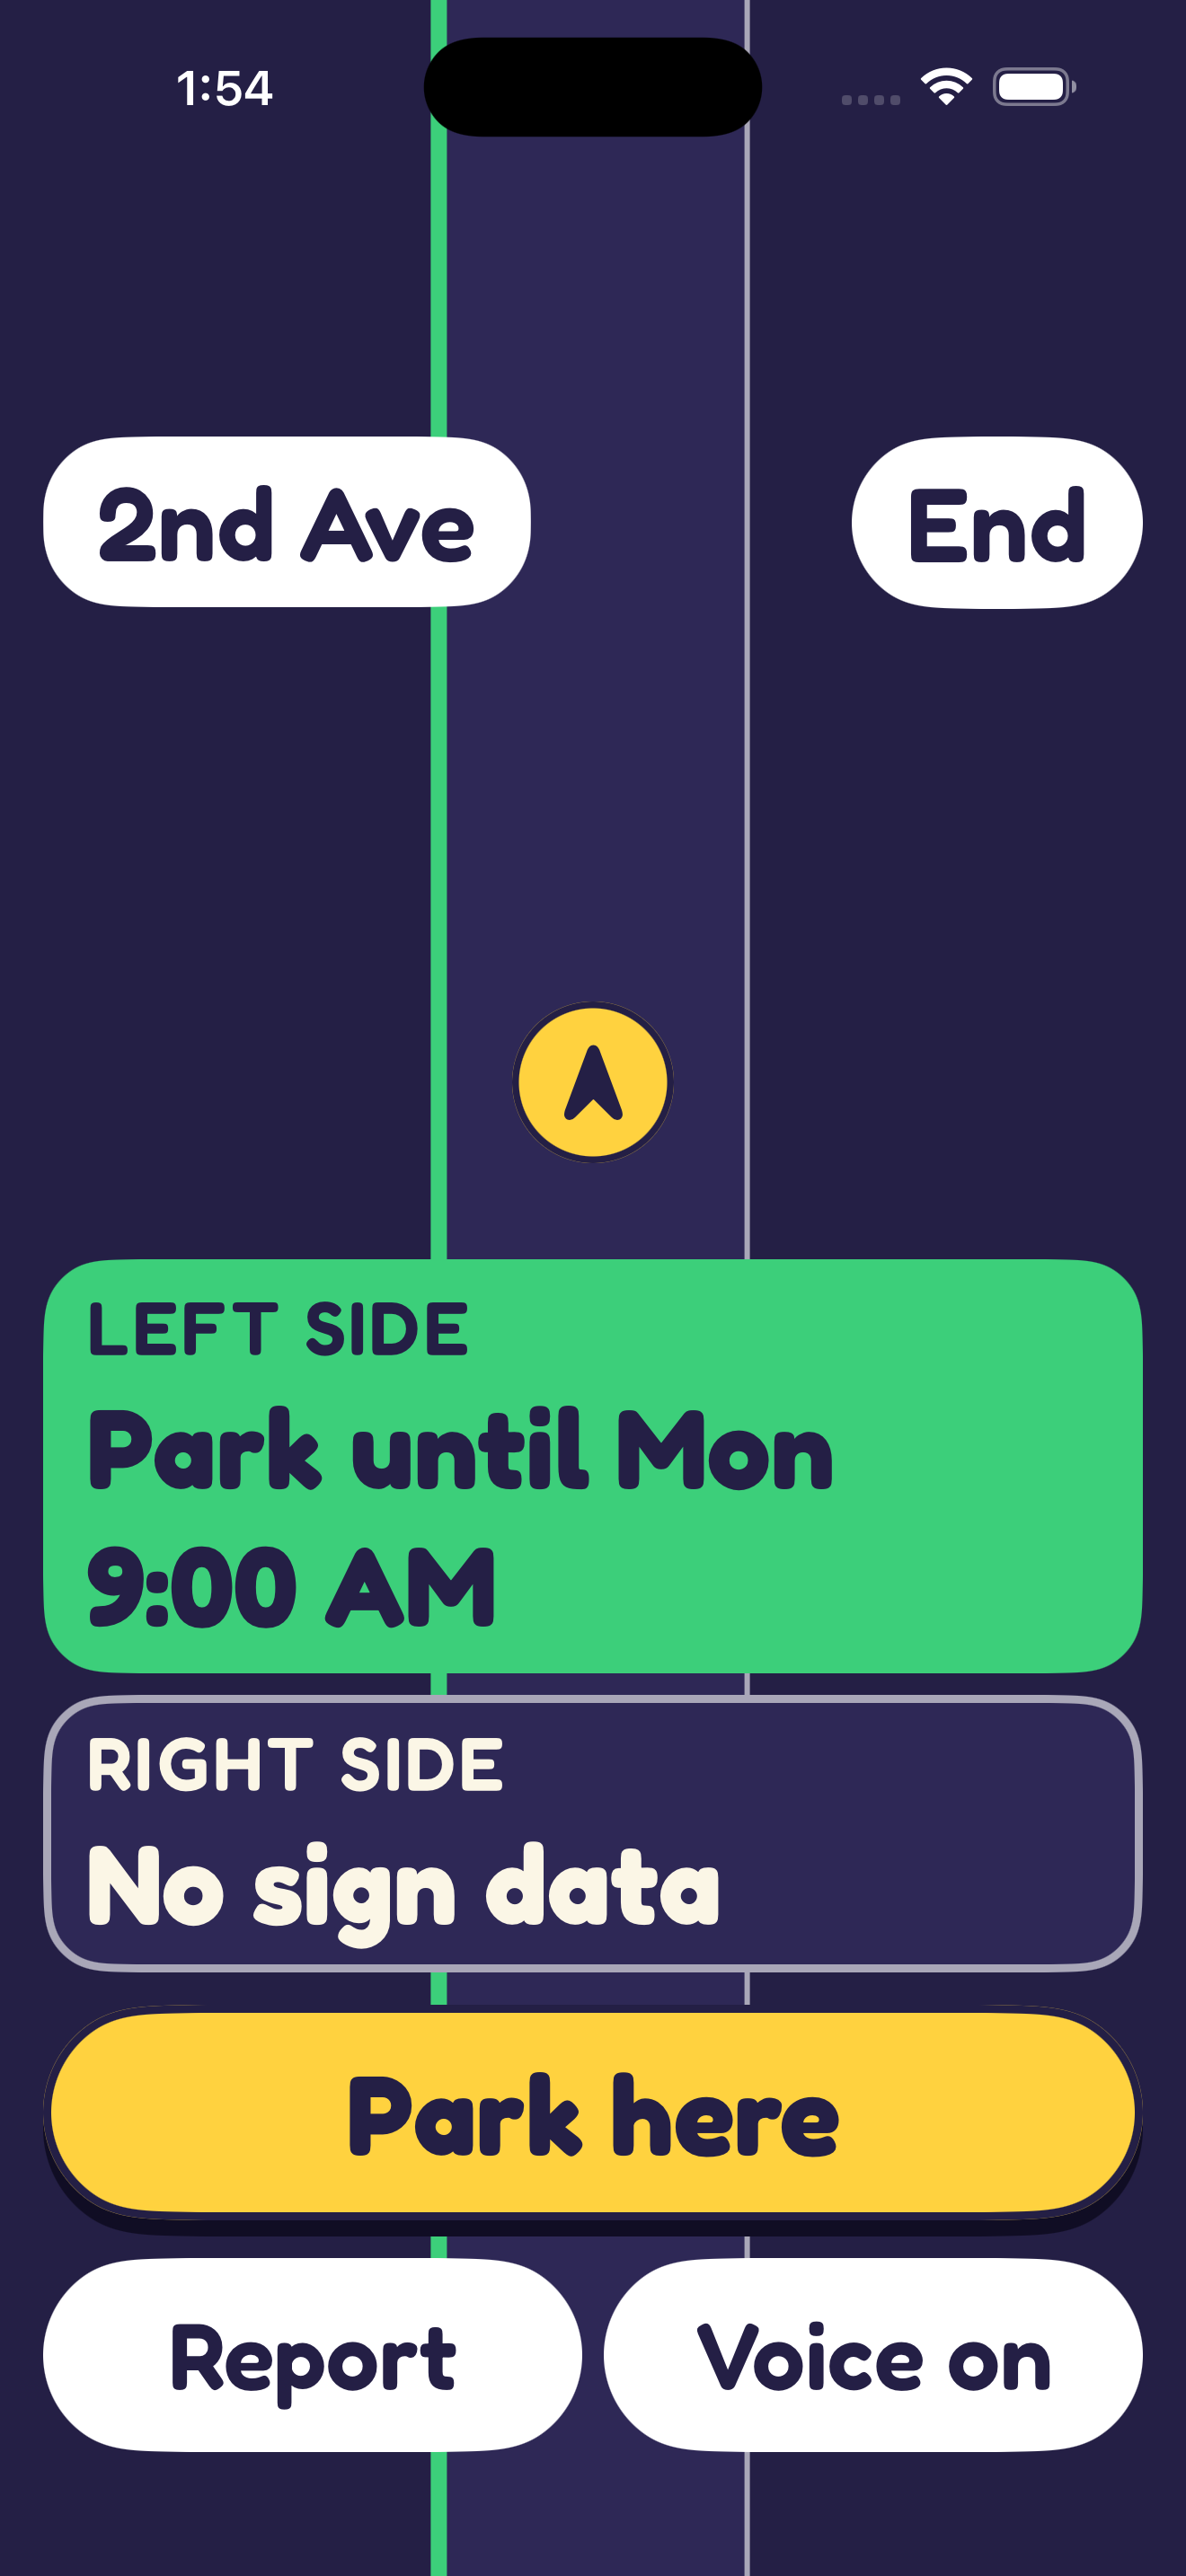 1:54
2nd Ave
End
LEFT SIDE
Park until Mon
9:00 AM
RIGHT SIDE
No sign data
Park here
Report
Voice on